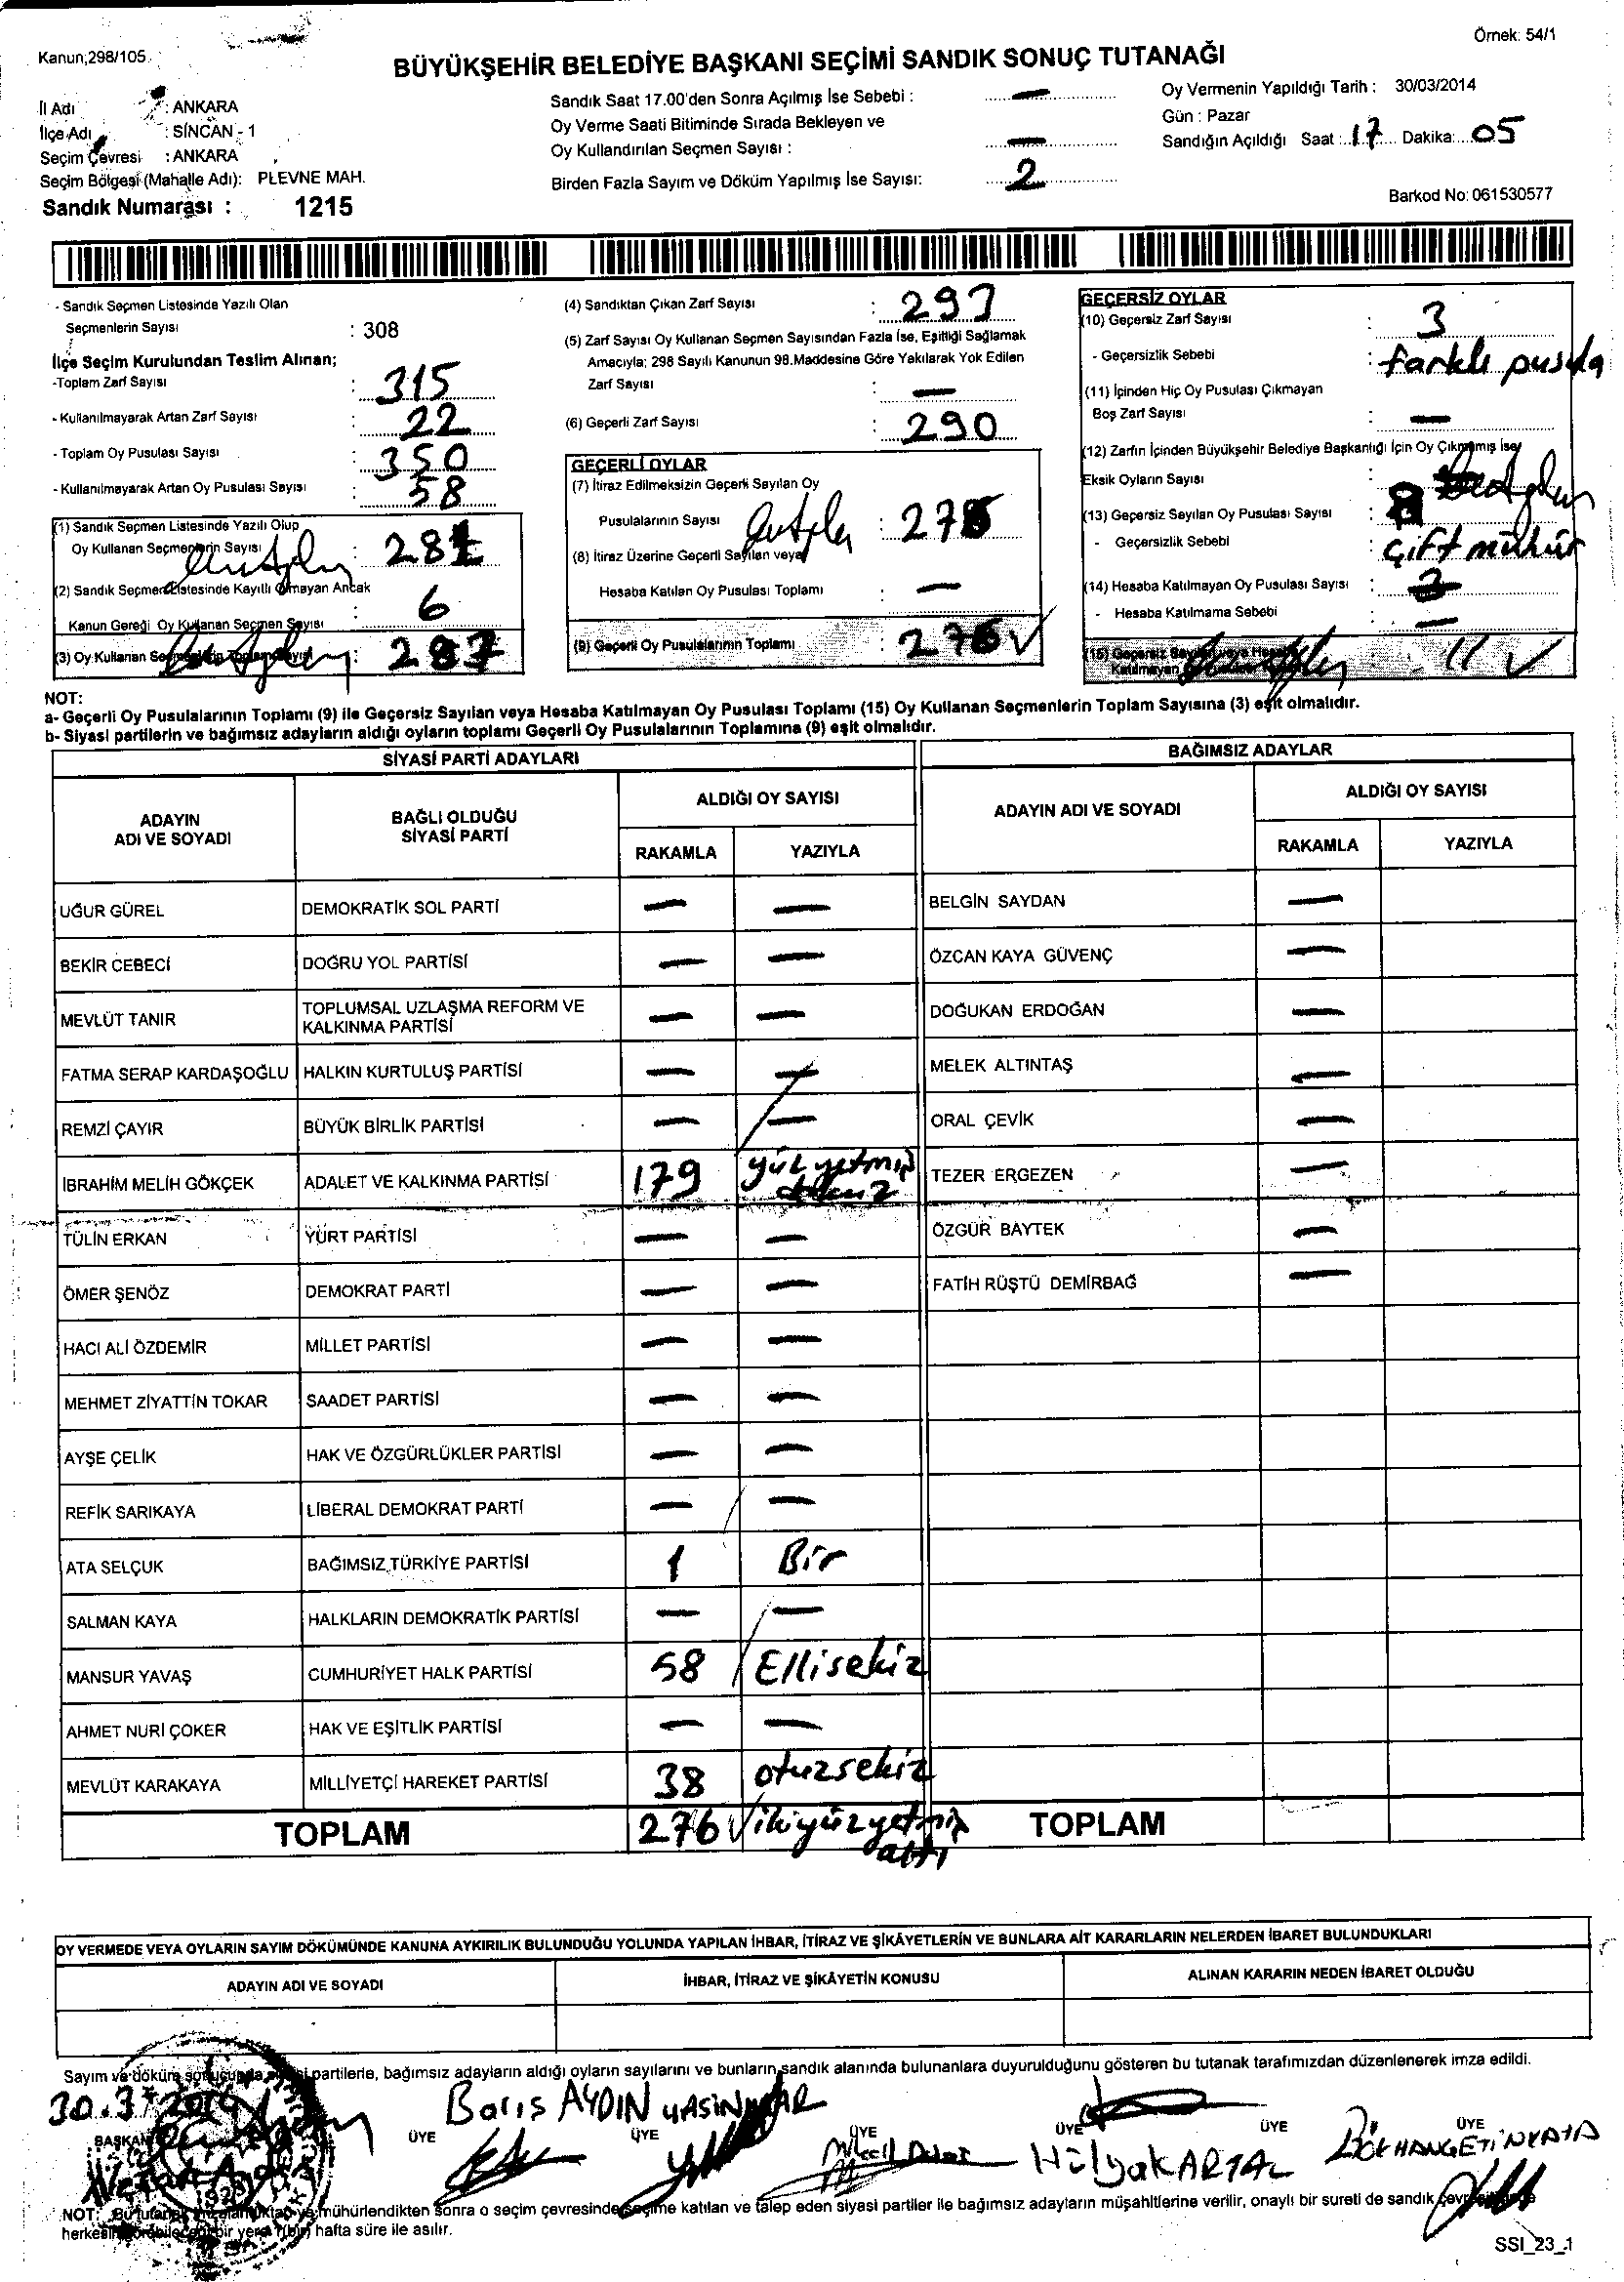 Kanun;298/105
Örnek: 54/1
BÜYÜKŞEHİR BELEDİYE BAŞKANI SEÇİMİ SANDIK SONUÇ TUTANAĞI
İl Adı : ANKARA
İlçe Adı : SİNCAN - 1
Seçim Çevresi : ANKARA
Seçim Bölgesi (Mahalle Adı): PLEVNE MAH.
Sandık Numarası : 1215
Sandık Saat 17.00'den Sonra Açılmış İse Sebebi : —
Oy Verme Saati Bitiminde Sırada Bekleyen ve
Oy Kullandırılan Seçmen Sayısı : —
Birden Fazla Sayım ve Döküm Yapılmış İse Sayısı: 2
Oy Vermenin Yapıldığı Tarih : 30/03/2014
Gün : Pazar
Sandığın Açıldığı Saat : 17 Dakika: 05
Barkod No: 061530577
- Sandık Seçmen Listesinde Yazılı Olan
Seçmenlerin Sayısı : 308
İlçe Seçim Kurulundan Teslim Alınan;
-Toplam Zarf Sayısı : 315
- Kullanılmayarak Artan Zarf Sayısı : 22
- Toplam Oy Pusulası Sayısı : 350
- Kullanılmayarak Artan Oy Pusulası Sayısı : 58
(1) Sandık Seçmen Listesinde Yazılı Olup
Oy Kullanan Seçmenlerin Sayısı : 281
(2) Sandık Seçmen Listesinde Kayıtlı Olmayan Ancak
Kanun Gereği Oy Kullanan Seçmen Sayısı : 6
(3) Oy Kullanan Seçmenlerin Toplam Sayısı : 287
(4) Sandıktan Çıkan Zarf Sayısı : 293
(5) Zarf Sayısı Oy Kullanan Seçmen Sayısından Fazla İse, Eşitliği Sağlamak
Amacıyla; 298 Sayılı Kanunun 98.Maddesine Göre Yakılarak Yok Edilen
Zarf Sayısı : —
(6) Geçerli Zarf Sayısı : 290
GEÇERLİ OYLAR
(7) İtiraz Edilmeksizin Geçerli Sayılan Oy
Pusulalarının Sayısı : 276
(8) İtiraz Üzerine Geçerli Sayılan veya
Hesaba Katılan Oy Pusulası Toplamı : —
(9) Geçerli Oy Pusulalarının Toplamı : 276
GEÇERSİZ OYLAR
(10) Geçersiz Zarf Sayısı : 3
- Geçersizlik Sebebi : farklı pusula
(11) İçinden Hiç Oy Pusulası Çıkmayan
Boş Zarf Sayısı : —
(12) Zarfın İçinden Büyükşehir Belediye Başkanlığı İçin Oy Çıkmamış İse;
Eksik Oyların Sayısı
(13) Geçersiz Sayılan Oy Pusulası Sayısı : 8
- Geçersizlik Sebebi : çift mühür
(14) Hesaba Katılmayan Oy Pusulası Sayısı : 3
- Hesaba Katılmama Sebebi : —
(15) Geçersiz Sayılan veya Hesaba
Katılmayan 11
NOT:
a- Geçerli Oy Pusulalarının Toplamı (9) ile Geçersiz Sayılan veya Hesaba Katılmayan Oy Pusulası Toplamı (15) Oy Kullanan Seçmenlerin Toplam Sayısına (3) eşit olmalıdır.
b- Siyasi partilerin ve bağımsız adayların aldığı oyların toplamı Geçerli Oy Pusulalarının Toplamına (9) eşit olmalıdır.
SİYASİ PARTİ ADAYLARI
BAĞIMSIZ ADAYLAR
ADAYIN ADI VE SOYADI
BAĞLI OLDUĞU SİYASİ PARTİ
ALDIĞI OY SAYISI
RAKAMLA YAZIYLA
ADAYIN ADI VE SOYADI
ALDIĞI OY SAYISI
RAKAMLA YAZIYLA
UĞUR GÜREL DEMOKRATİK SOL PARTİ — — BELGİN SAYDAN —
BEKİR CEBECİ DOĞRU YOL PARTİSİ — — ÖZCAN KAYA GÜVENÇ —
MEVLÜT TANIR TOPLUMSAL UZLAŞMA REFORM VE KALKINMA PARTİSİ — — DOĞUKAN ERDOĞAN —
FATMA SERAP KARDAŞOĞLU HALKIN KURTULUŞ PARTİSİ — — MELEK ALTINTAŞ —
REMZİ ÇAYIR BÜYÜK BİRLİK PARTİSİ — — ORAL ÇEVİK —
İBRAHİM MELİH GÖKÇEK ADALET VE KALKINMA PARTİSİ 179 yüz yetmiş dokuz TEZER ERGEZEN —
TÜLİN ERKAN YURT PARTİSİ — — ÖZGÜR BAYTEK —
ÖMER ŞENÖZ DEMOKRAT PARTİ — — FATİH RÜŞTÜ DEMİRBAĞ —
HACI ALİ ÖZDEMİR MİLLET PARTİSİ — —
MEHMET ZİYATTİN TOKAR SAADET PARTİSİ — —
AYŞE ÇELİK HAK VE ÖZGÜRLÜKLER PARTİSİ — —
REFİK SARIKAYA LİBERAL DEMOKRAT PARTİ — —
ATA SELÇUK BAĞIMSIZ TÜRKİYE PARTİSİ 1 Bir
SALMAN KAYA HALKLARIN DEMOKRATİK PARTİSİ — —
MANSUR YAVAŞ CUMHURİYET HALK PARTİSİ 58 Ellisekiz
AHMET NURİ ÇOKER HAK VE EŞİTLİK PARTİSİ — —
MEVLÜT KARAKAYA MİLLİYETÇİ HAREKET PARTİSİ 38 otuzsekiz
TOPLAM 276 ikiyüzyetmiş altı TOPLAM
OY VERMEDE VEYA OYLARIN SAYIM DÖKÜMÜNDE KANUNA AYKIRILIK BULUNDUĞU YOLUNDA YAPILAN İHBAR, İTİRAZ VE ŞİKÂYETLERİN VE BUNLARA AİT KARARLARIN NELERDEN İBARET BULUNDUKLARI
ADAYIN ADI VE SOYADI İHBAR, İTİRAZ VE ŞİKÂYETİN KONUSU ALINAN KARARIN NEDEN İBARET OLDUĞU
Sayım ve döküm sonucunda partilerle, bağımsız adayların aldığı oyların sayılarını ve bunların sandık alanında bulunanlara duyurulduğunu gösteren bu tutanak tarafımızdan düzenlenerek imza edildi.
30.3.2014
Barış AYDIN YASİN
BAŞKAN ÜYE ÜYE ÜYE ÜYE ÜYE ÜYE
Hülya KARTAL
GÖKHAN ÇETİNKAYA
NOT: Bu tutanak mühürlendikten sonra o seçim çevresinde seçime katılan ve talep eden siyasi partiler ile bağımsız adayların müşahitlerine verilir, onaylı bir sureti de sandık
herkesin görebileceği bir yere 1(bir) hafta süre ile asılır.
SSI_23_1